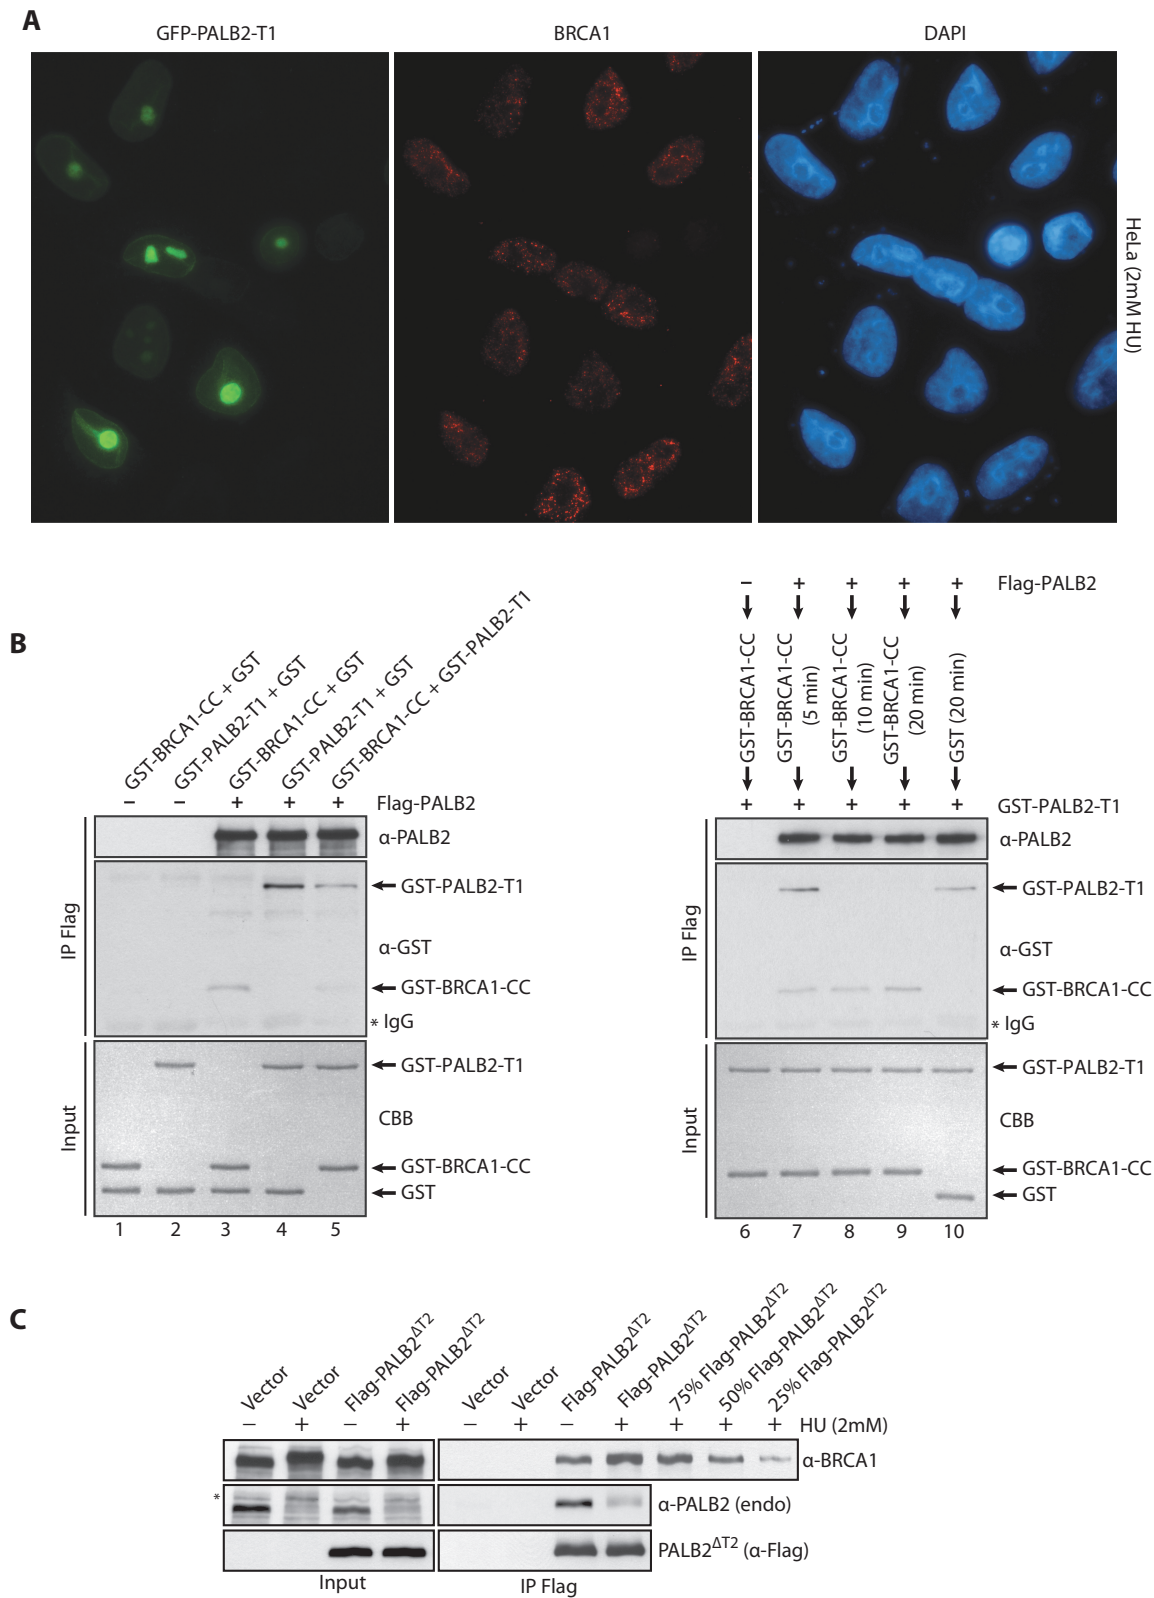 A
GFP-PALB2-T1
BRCA1
DAPI
HeLa (2mM HU)
B
GST-BRCA1-CC + GST
GST-PALB2-T1 + GST
GST-BRCA1-CC + GST
GST-PALB2-T1 + GST
GST-BRCA1-CC + GST-PALB2-T1
− − + + + Flag-PALB2
α-PALB2
GST-PALB2-T1
α-GST
GST-BRCA1-CC
* IgG
IP Flag
GST-PALB2-T1
CBB
GST-BRCA1-CC
GST
Input
1 2 3 4 5
− + + + + Flag-PALB2
GST-BRCA1-CC
GST-BRCA1-CC
(5 min)
GST-BRCA1-CC
(10 min)
GST-BRCA1-CC
(20 min)
GST (20 min)
+ + + + + GST-PALB2-T1
α-PALB2
GST-PALB2-T1
α-GST
GST-BRCA1-CC
* IgG
IP Flag
GST-PALB2-T1
CBB
GST-BRCA1-CC
GST
Input
6 7 8 9 10
C
Vector
Vector
Flag-PALB2ΔT2
Flag-PALB2ΔT2
Vector
Vector
Flag-PALB2ΔT2
Flag-PALB2ΔT2
75% Flag-PALB2ΔT2
50% Flag-PALB2ΔT2
25% Flag-PALB2ΔT2
− + − + − + − + + + + HU (2mM)
α-BRCA1
*
α-PALB2 (endo)
PALB2ΔT2 (α-Flag)
Input
IP Flag